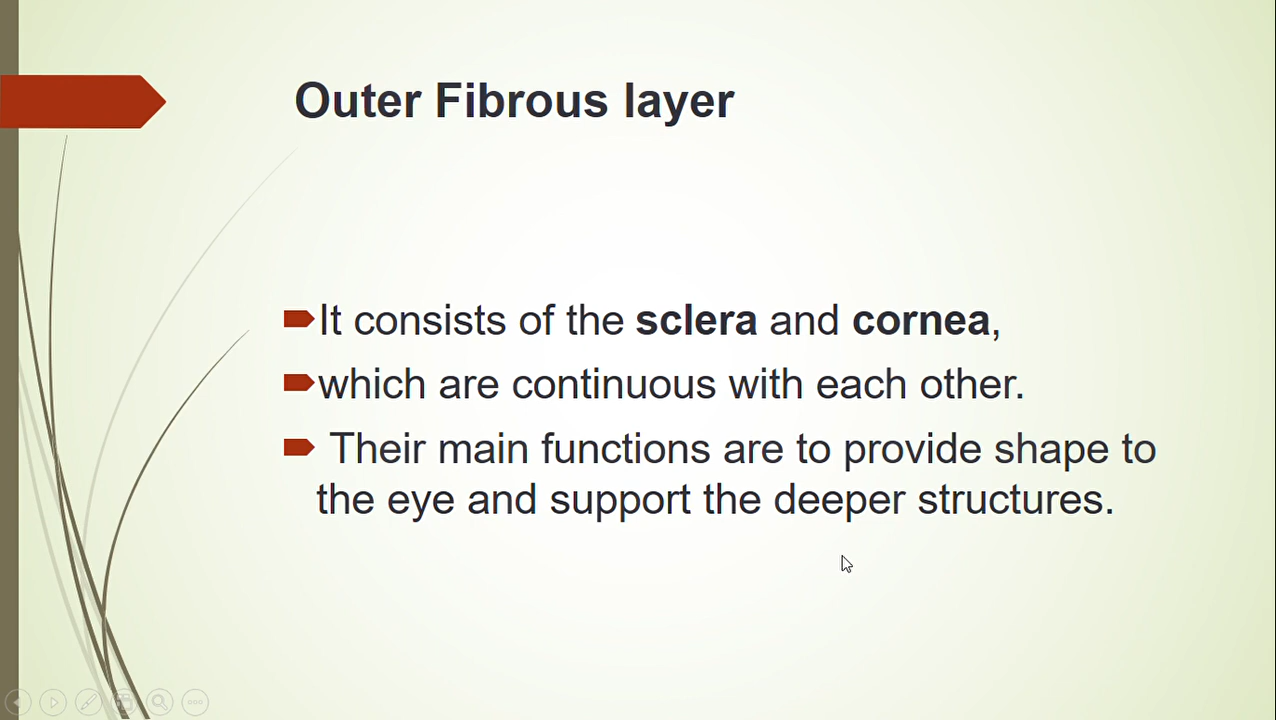 Outer Fibrous layer
It consists of the sclera and cornea,
which are continuous with each other.
Their main functions are to provide shape to
the eye and support the deeper structures.